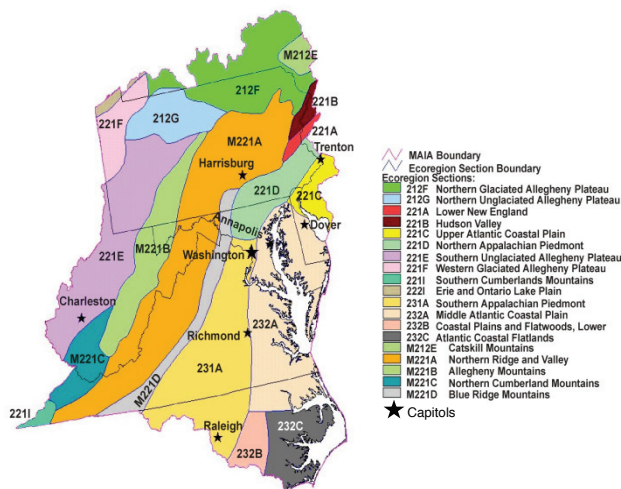 M212E
212F
212F
212G
221F
221B
221A
M221A
Harrisburg
Trenton
221D
221C
Annapolis
Dover
M221B
Washington
221E
Charleston
Richmond
232A
M221C
231A
M221D
221I
Raleigh
232C
232B
MAIA Boundary
Ecoregion Section Boundary
Ecoregion Sections:
212F Northern Glaciated Allegheny Plateau
212G Northern Unglaciated Allegheny Plateau
221A Lower New England
221B Hudson Valley
221C Upper Atlantic Coastal Plain
221D Northern Appalachian Piedmont
221E Southern Unglaciated Allegheny Plateau
221F Western Glaciated Allegheny Plateau
221I Southern Cumberlands Mountains
222I Erie and Ontario Lake Plain
231A Southern Appalachian Piedmont
232A Middle Atlantic Coastal Plain
232B Coastal Plains and Flatwoods, Lower
232C Atlantic Coastal Flatlands
M212E Catskill Mountains
M221A Northern Ridge and Valley
M221B Allegheny Mountains
M221C Northern Cumberland Mountains
M221D Blue Ridge Mountains
Capitols